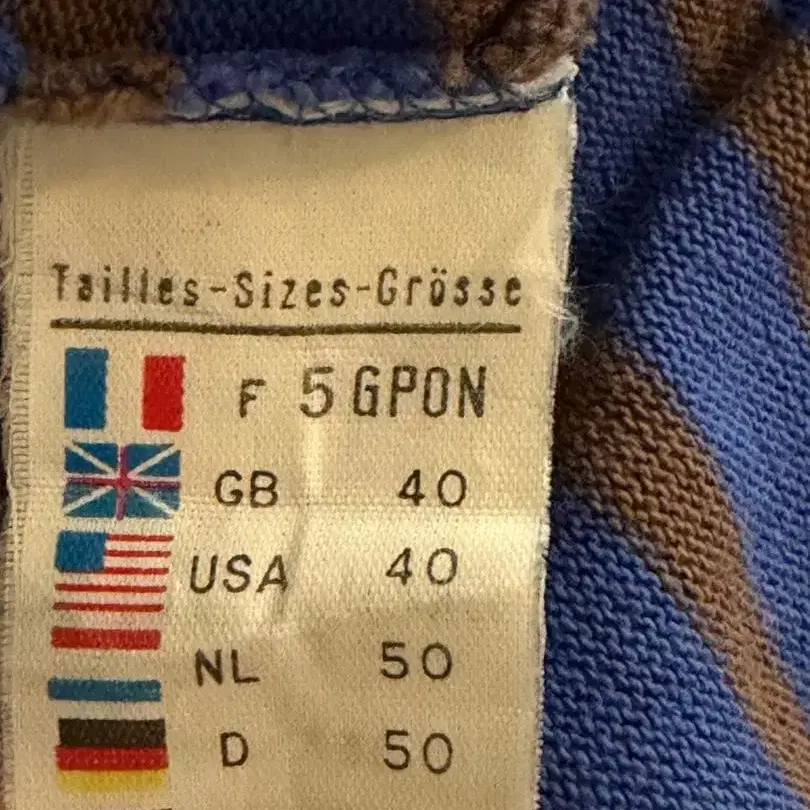 Tailles-Sizes-Grösse
F 5 GPON
GB 40
USA 40
NL 50
D 50